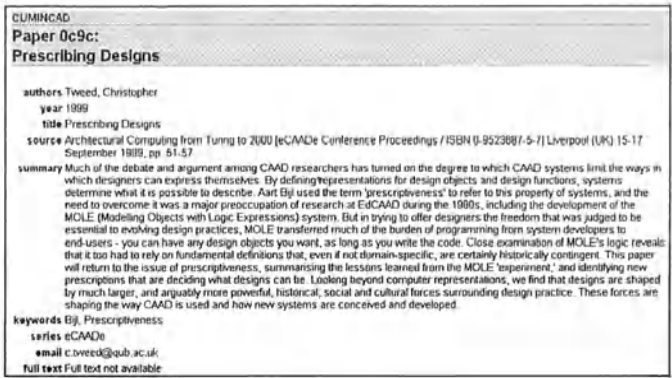 CUMINCAD
Paper 0c9c:
Prescribing Designs
authors Tweed, Christopher
year 1999
title Prescribing Designs
source Architectural Computing from Turing to 2000 [eCAADe Conference Proceedings / ISBN 0-9523687-5-7] Liverpool (UK) 15-17
September 1999, pp. 51-57
summary Much of the debate and argument among CAAD researchers has turned on the degree to which CAAD systems limit the ways in
which designers can express themselves. By defining representations for design objects and design functions, systems
determine what it is possible to describe. Aart Bijl used the term 'prescriptiveness' to refer to this property of systems, and the
need to overcome it was a major preoccupation of research at EdCAAD during the 1980s, including the development of the
MOLE (Modelling Objects with Logic Expressions) system. But in trying to offer designers the freedom that was judged to be
essential to evolving design practices, MOLE transferred much of the burden of programming from system developers to
end-users - you can have any design objects you want, as long as you write the code. Close examination of MOLE's logic reveals
that it too had to rely on fundamental definitions that, even if not domain-specific, are certainly historically contingent. This paper
will return to the issue of prescriptiveness, summarising the lessons learned from the MOLE 'experiment,' and identifying new
prescriptions that are deciding what designs can be. Looking beyond computer representations, we find that designs are shaped
by much larger, and arguably more powerful, historical, social and cultural forces surrounding design practice. These forces are
shaping the way CAAD is used and how new systems are conceived and developed.
keywords Bijl, Prescriptiveness
series eCAADe
email c.tweed@qub.ac.uk
full text Full text not available